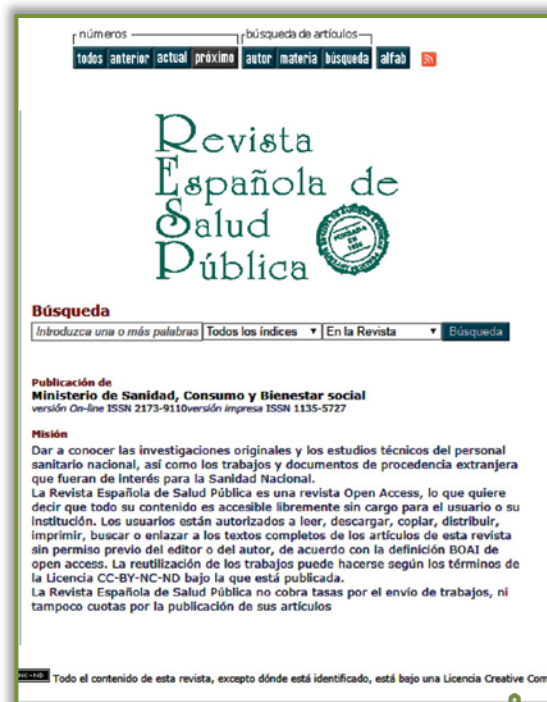 números
búsqueda de artículos
todos anterior actual próximo autor materia búsqueda alfab
Revista
Española de
Salud
Pública
FUNDADA
EN
Búsqueda
Introduzca una o más palabras Todos los índices En la Revista Búsqueda
Publicación de
Ministerio de Sanidad, Consumo y Bienestar social
versión On-line ISSN 2173-9110versión impresa ISSN 1135-5727
Misión
Dar a conocer las investigaciones originales y los estudios técnicos del personal
sanitario nacional, así como los trabajos y documentos de procedencia extranjera
que fueran de interés para la Sanidad Nacional.
La Revista Española de Salud Pública es una revista Open Access, lo que quiere
decir que todo su contenido es accesible libremente sin cargo para el usuario o su
institución. Los usuarios están autorizados a leer, descargar, copiar, distribuir,
imprimir, buscar o enlazar a los textos completos de los artículos de esta revista
sin permiso previo del editor o del autor, de acuerdo con la definición BOAI de
open access. La reutilización de los trabajos puede hacerse según los términos de
la Licencia CC-BY-NC-ND bajo la que está publicada.
La Revista Española de Salud Pública no cobra tasas por el envío de trabajos, ni
tampoco cuotas por la publicación de sus artículos
Todo el contenido de esta revista, excepto dónde está identificado, está bajo una Licencia Creative Com